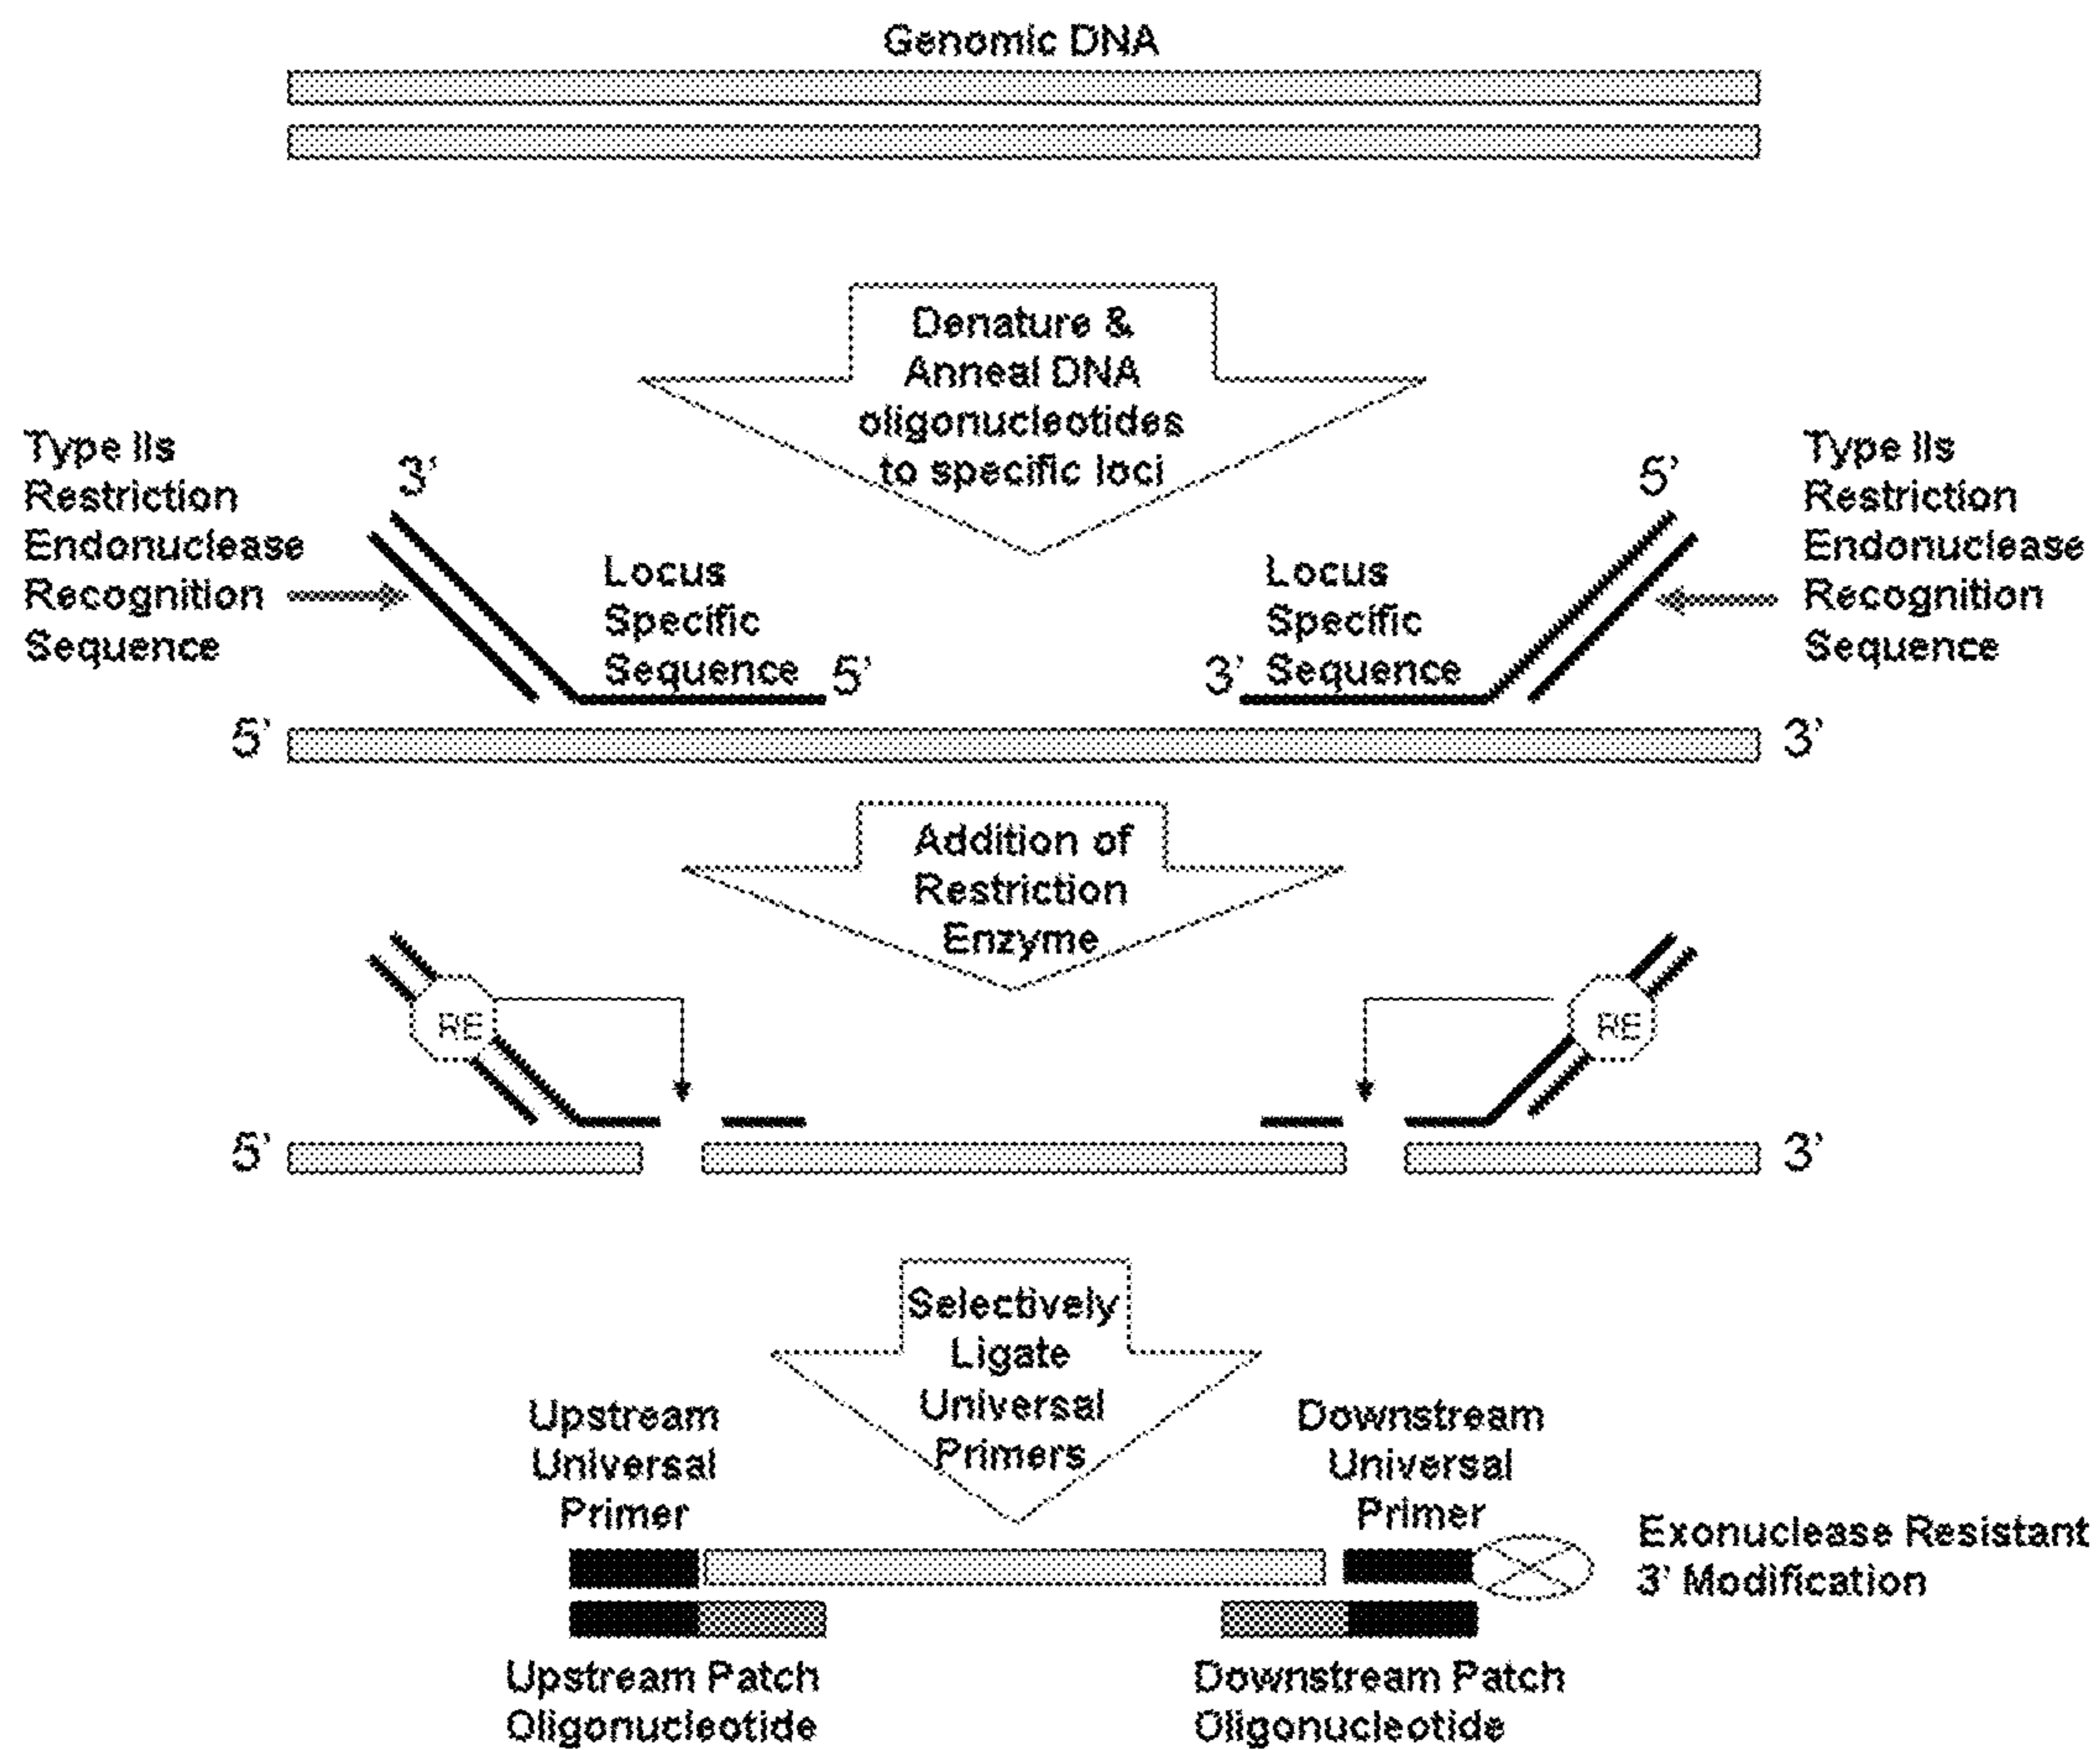 Genomic DNA
Denature &
Anneal DNA
oligonucleotides
to specific loci
Type IIs
Restriction
Endonuclease
Recognition
Sequence
3’
Locus
Specific
Sequence
5’
3’
Locus
Specific
Sequence
5’
Type IIs
Restriction
Endonuclease
Recognition
Sequence
5’
3’
Addition of
Restriction
Enzyme
RE
RE
5’
3’
Selectively
Ligate
Universal
Primers
Upstream
Universal
Primer
Downstream
Universal
Primer
Exonuclease Resistant
3’ Modification
Upstream Patch
Oligonucleotide
Downstream Patch
Oligonucleotide